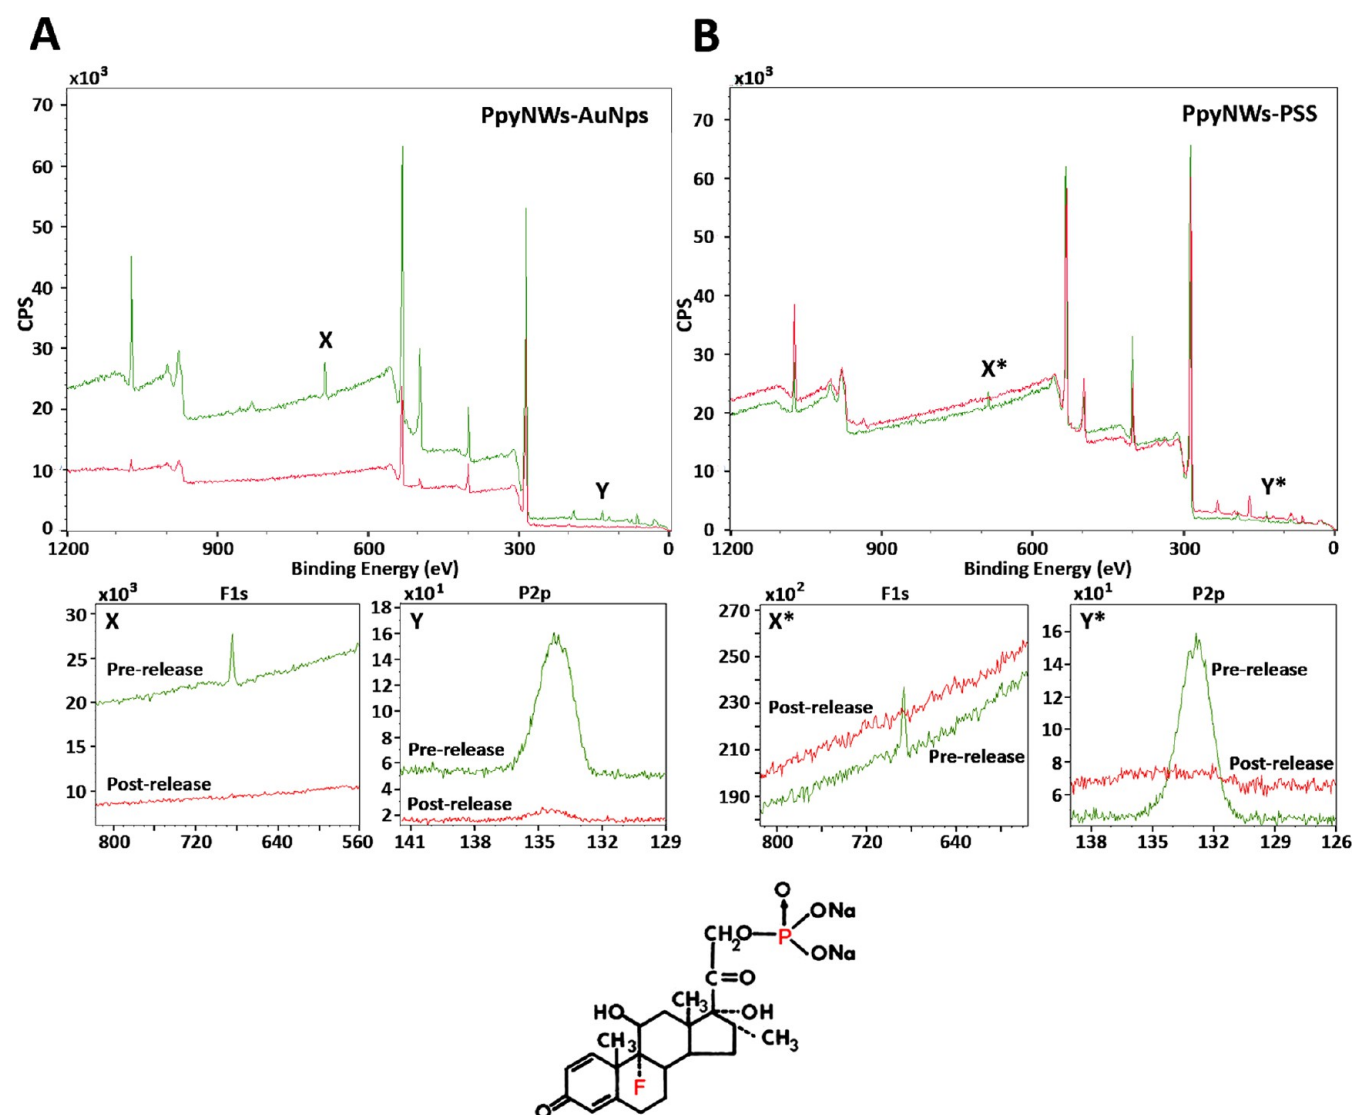 A
x10³
PpyNWs-AuNps
70
60
50
40
30
20
10
0
CPS
X
Y
1200 900 600 300 0
Binding Energy (eV)
B
x10³
PpyNWs-PSS
70
60
50
40
30
20
10
0
CPS
X*
Y*
1200 900 600 300 0
Binding Energy (eV)
x10³ F1s
X
30
25
20
15
10
Pre-release
Post-release
800 720 640 560
x10¹ P2p
Y
18
16
14
12
10
8
6
4
2
Pre-release
Post-release
141 138 135 132 129
x10² F1s
X*
270
250
230
210
190
Post-release
Pre-release
800 720 640
x10¹ P2p
Y*
16
14
12
10
8
6
Pre-release
Post-release
138 135 132 129 126
O
CH₂O P ONa
ONa
C=O
CH₃ OH
HO
CH₃
CH₃
F
O